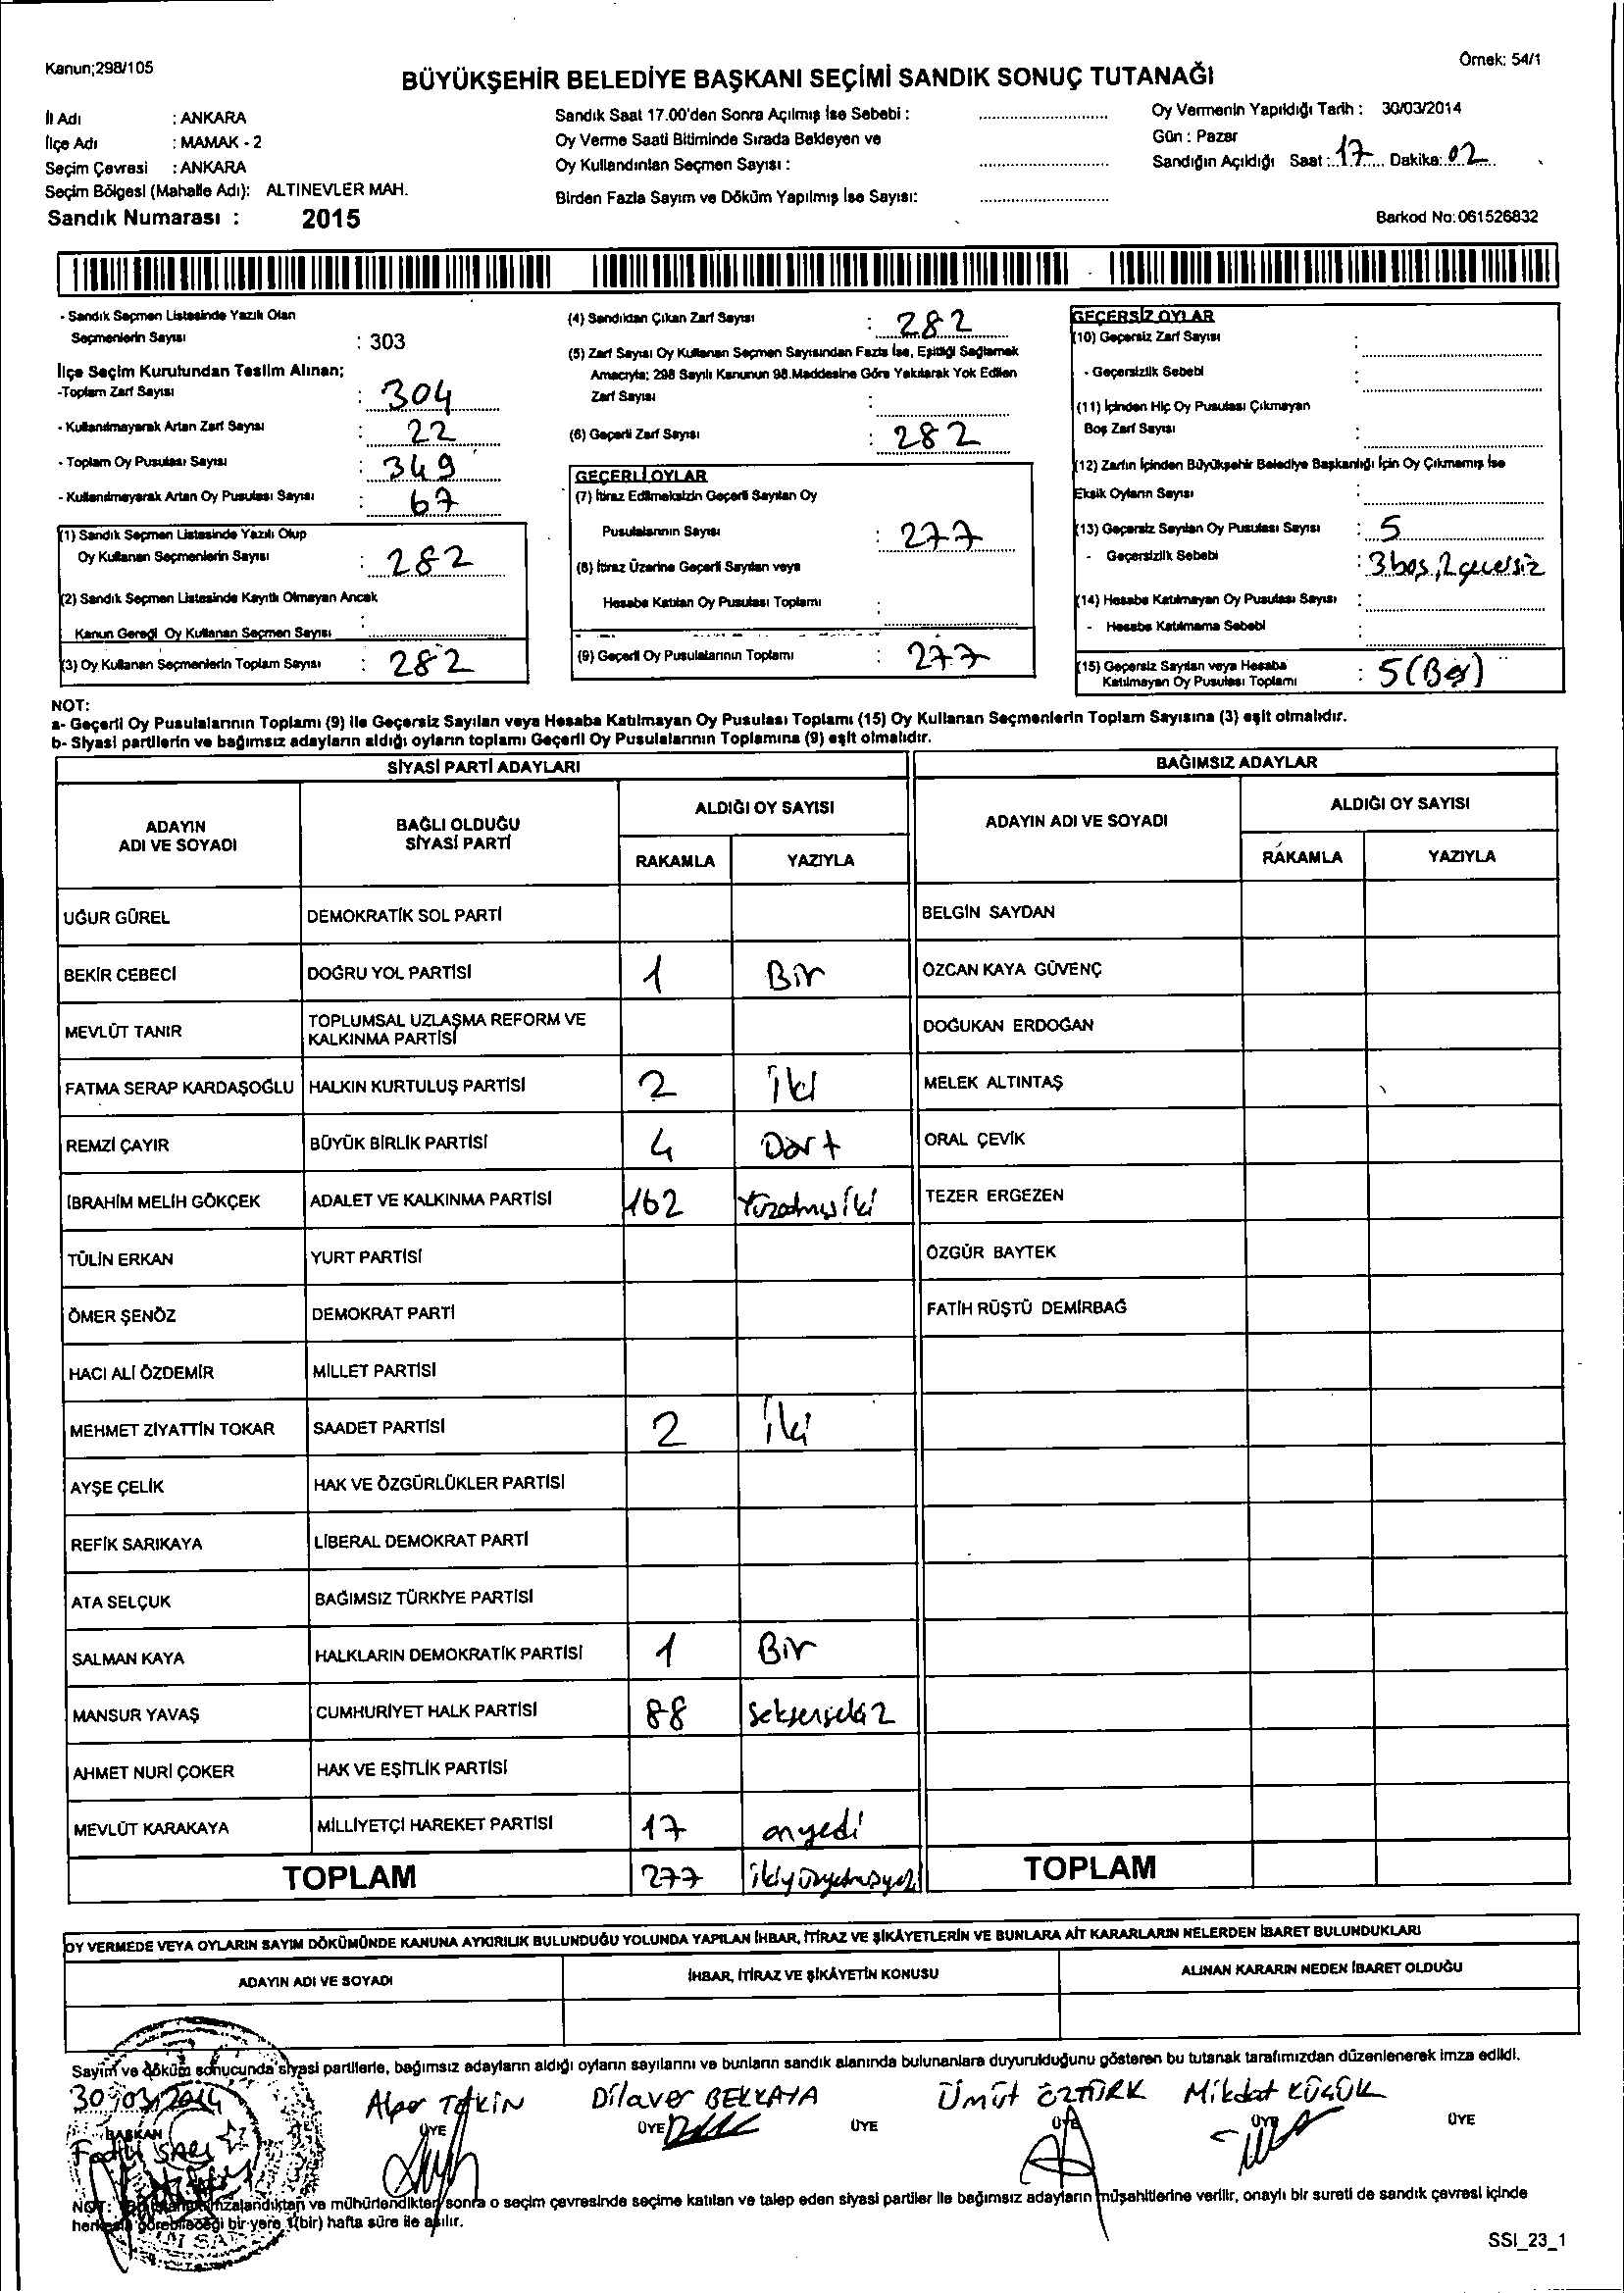 Kanun;298/105
Örnek: 54/1
BÜYÜKŞEHİR BELEDİYE BAŞKANI SEÇİMİ SANDIK SONUÇ TUTANAĞI
İl Adı : ANKARA
İlçe Adı : MAMAK - 2
Seçim Çevresi : ANKARA
Seçim Bölgesi (Mahalle Adı): ALTINEVLER MAH.
Sandık Numarası : 2015
Sandık Saat 17.00'den Sonra Açılmış İse Sebebi :
Oy Verme Saati Bitiminde Sırada Bekleyen ve
Oy Kullandırılan Seçmen Sayısı :
Birden Fazla Sayım ve Döküm Yapılmış İse Sayısı:
Oy Vermenin Yapıldığı Tarih : 30/03/2014
Gün : Pazar
Sandığın Açıldığı Saat : 17 Dakika: 02
Barkod No: 061526832
- Sandık Seçmen Listesinde Yazılı Olan
Seçmenlerin Sayısı : 303
İlçe Seçim Kurulundan Teslim Alınan;
-Toplam Zarf Sayısı : 304
- Kullanılmayarak Artan Zarf Sayısı : 22
- Toplam Oy Pusulası Sayısı : 349
- Kullanılmayarak Artan Oy Pusulası Sayısı : 67
(1) Sandık Seçmen Listesinde Yazılı Olup
Oy Kullanan Seçmenlerin Sayısı : 282
(2) Sandık Seçmen Listesinde Kayıtlı Olmayan Ancak
Kanun Gereği Oy Kullanan Seçmen Sayısı :
(3) Oy Kullanan Seçmenlerin Toplam Sayısı : 282
(4) Sandıktan Çıkan Zarf Sayısı : 282
(5) Zarf Sayısı Oy Kullanan Seçmen Sayısından Fazla İse, Eşitliği Sağlamak
Amacıyla; 298 Sayılı Kanunun 98.Maddesine Göre Yakılarak Yok Edilen
Zarf Sayısı :
(6) Geçerli Zarf Sayısı : 282
GEÇERLİ OYLAR
(7) İtiraz Edilmeksizin Geçerli Sayılan Oy
Pusulalarının Sayısı : 277
(8) İtiraz Üzerine Geçerli Sayılan veya
Hesaba Katılan Oy Pusulası Toplamı :
(9) Geçerli Oy Pusulalarının Toplamı : 277
GEÇERSİZ OYLAR
(10) Geçersiz Zarf Sayısı :
- Geçersizlik Sebebi :
(11) İçinden Hiç Oy Pusulası Çıkmayan
Boş Zarf Sayısı :
(12) Zarfın İçinden Büyükşehir Belediye Başkanlığı İçin Oy Çıkmamış İse
Eksik Oyların Sayısı :
(13) Geçersiz Sayılan Oy Pusulası Sayısı : 5
- Geçersizlik Sebebi : 3 boş, 2 geçersiz
(14) Hesaba Katılmayan Oy Pusulası Sayısı :
- Hesaba Katılmama Sebebi :
(15) Geçersiz Sayılan veya Hesaba
Katılmayan Oy Pusulası Toplamı : 5 (Beş)
NOT:
a- Geçerli Oy Pusulalarının Toplamı (9) ile Geçersiz Sayılan veya Hesaba Katılmayan Oy Pusulası Toplamı (15) Oy Kullanan Seçmenlerin Toplam Sayısına (3) eşit olmalıdır.
b- Siyasi partilerin ve bağımsız adayların aldığı oyların toplamı Geçerli Oy Pusulalarının Toplamına (9) eşit olmalıdır.
SİYASİ PARTİ ADAYLARI BAĞIMSIZ ADAYLAR
ADAYIN ADI VE SOYADI BAĞLI OLDUĞU SİYASİ PARTİ ALDIĞI OY SAYISI ADAYIN ADI VE SOYADI ALDIĞI OY SAYISI
RAKAMLA YAZIYLA RAKAMLA YAZIYLA
UĞUR GÜREL DEMOKRATİK SOL PARTİ BELGİN SAYDAN
BEKİR CEBECİ DOĞRU YOL PARTİSİ 1 Bir ÖZCAN KAYA GÜVENÇ
MEVLÜT TANIR TOPLUMSAL UZLAŞMA REFORM VE KALKINMA PARTİSİ DOĞUKAN ERDOĞAN
FATMA SERAP KARDAŞOĞLU HALKIN KURTULUŞ PARTİSİ 2 iki MELEK ALTINTAŞ
REMZİ ÇAYIR BÜYÜK BİRLİK PARTİSİ 4 Dört ORAL ÇEVİK
İBRAHİM MELİH GÖKÇEK ADALET VE KALKINMA PARTİSİ 162 Yüzatmışiki TEZER ERGEZEN
TÜLİN ERKAN YURT PARTİSİ ÖZGÜR BAYTEK
ÖMER ŞENÖZ DEMOKRAT PARTİ FATİH RÜŞTÜ DEMİRBAĞ
HACI ALİ ÖZDEMİR MİLLET PARTİSİ
MEHMET ZİYATTİN TOKAR SAADET PARTİSİ 2 İki
AYŞE ÇELİK HAK VE ÖZGÜRLÜKLER PARTİSİ
REFİK SARIKAYA LİBERAL DEMOKRAT PARTİ
ATA SELÇUK BAĞIMSIZ TÜRKİYE PARTİSİ
SALMAN KAYA HALKLARIN DEMOKRATİK PARTİSİ 1 Bir
MANSUR YAVAŞ CUMHURİYET HALK PARTİSİ 88 Seksensekiz
AHMET NURİ ÇOKER HAK VE EŞİTLİK PARTİSİ
MEVLÜT KARAKAYA MİLLİYETÇİ HAREKET PARTİSİ 17 onyedi
TOPLAM 277 ikiyüzyetmişyedi TOPLAM
OY VERMEDE VEYA OYLARIN SAYIM DÖKÜMÜNDE KANUNA AYKIRILIK BULUNDUĞU YOLUNDA YAPILAN İHBAR, İTİRAZ VE ŞİKÂYETLERİN VE BUNLARA AİT KARARLARIN NELERDEN İBARET BULUNDUKLARI
ADAYIN ADI VE SOYADI İHBAR, İTİRAZ VE ŞİKÂYETİN KONUSU ALINAN KARARIN NEDEN İBARET OLDUĞU
Sayım ve döküm sonucunda siyasi partilerle, bağımsız adayların aldığı oyların sayılarını ve bunların sandık alanında bulunanlara duyurulduğunu gösteren bu tutanak tarafımızdan düzenlenerek imza edildi.
30/03/2014 Alper TEKİN Dilaver BEKKAYA Ümüt ÖZTÜRK Mikdat KÜÇÜK
BAŞKAN ÜYE ÜYE ÜYE ÜYE ÜYE ÜYE
Fatih SARI
NOT: imzalandıktan ve mühürlendikten sonra o seçim çevresinde seçime katılan ve talep eden siyasi partiler ile bağımsız adayların müşahitlerine verilir, onaylı bir sureti de sandık çevresi içinde
herkesin görebileceği bir yere 1(bir) hafta süre ile asılır.
SSI_23_1